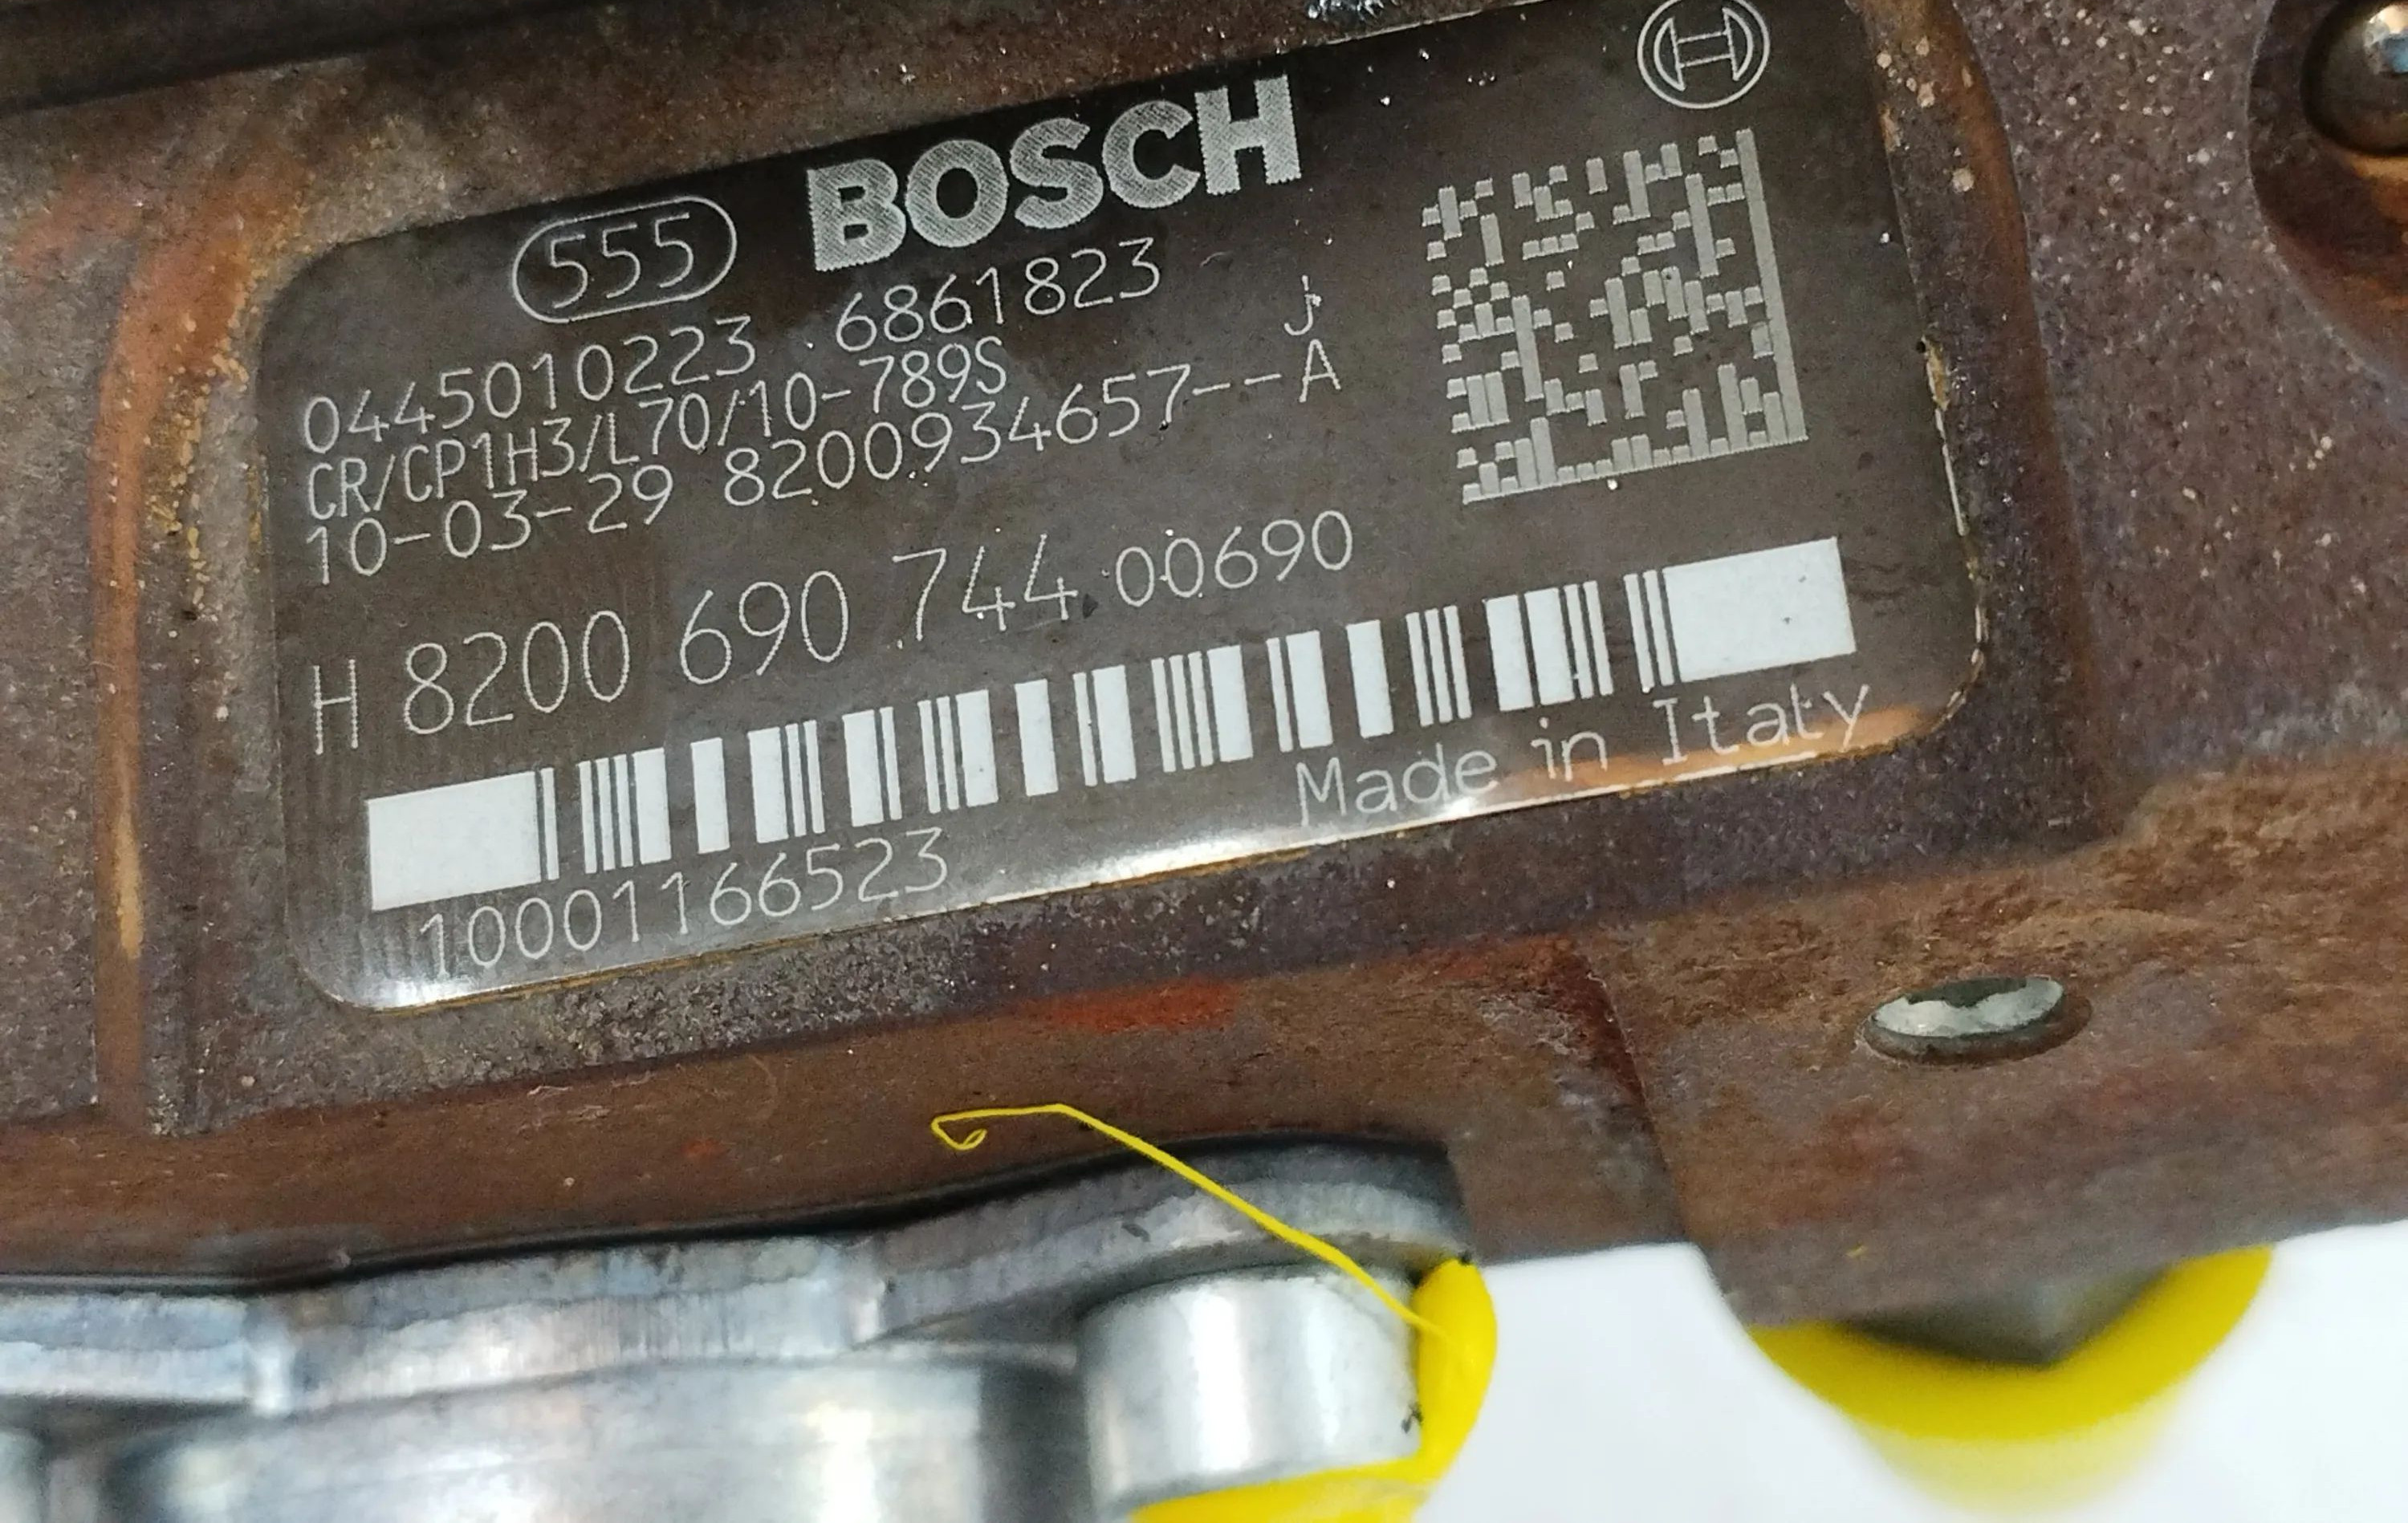 555 BOSCH
0445010223 6861823 j
CR/CP1H3/L70/10-789S
10-03-29 8200934657--A
H 8200 690 744 00690
10001166523 Made in Italy